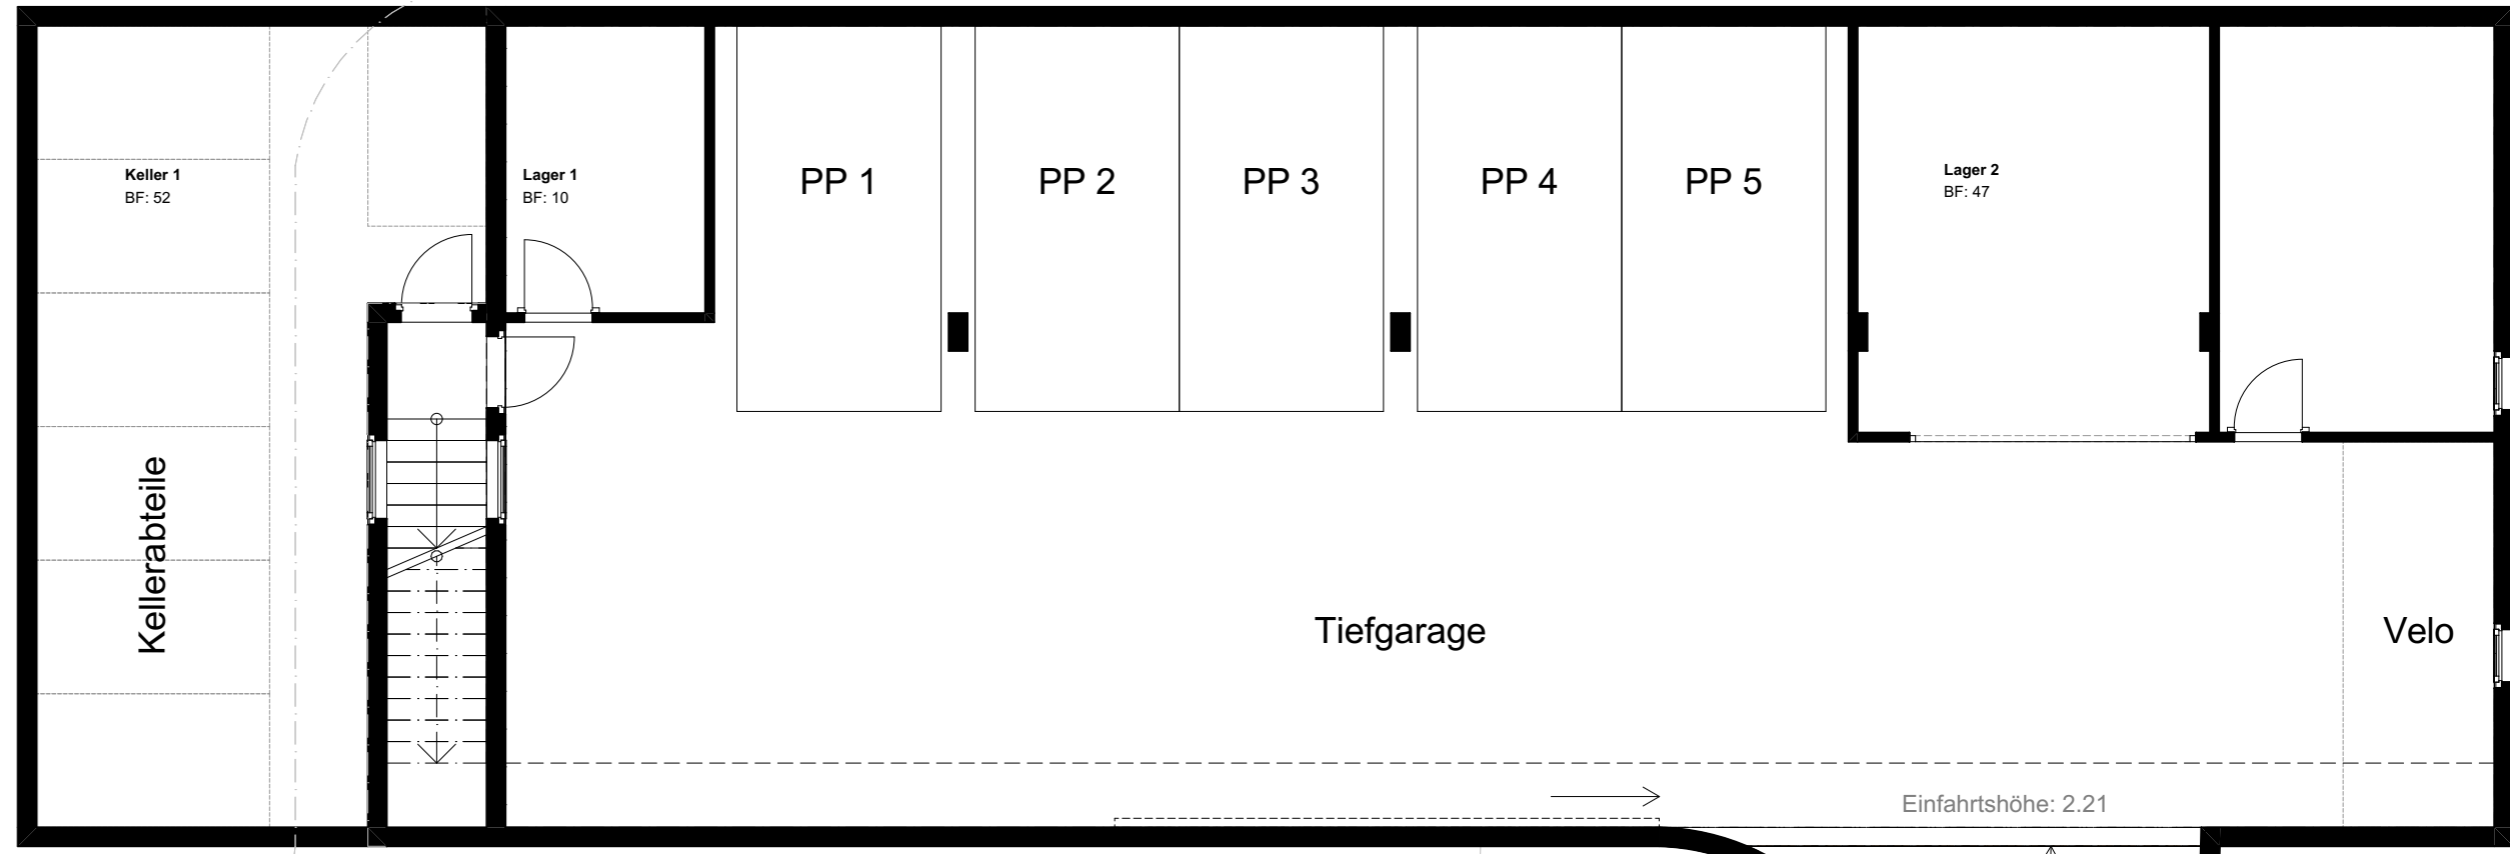 Keller 1
BF: 52
Lager 1
BF: 10
PP 1
PP 2
PP 3
PP 4
PP 5
Lager 2
BF: 47
Kellerabteile
Tiefgarage
Velo
Einfahrtshöhe: 2.21